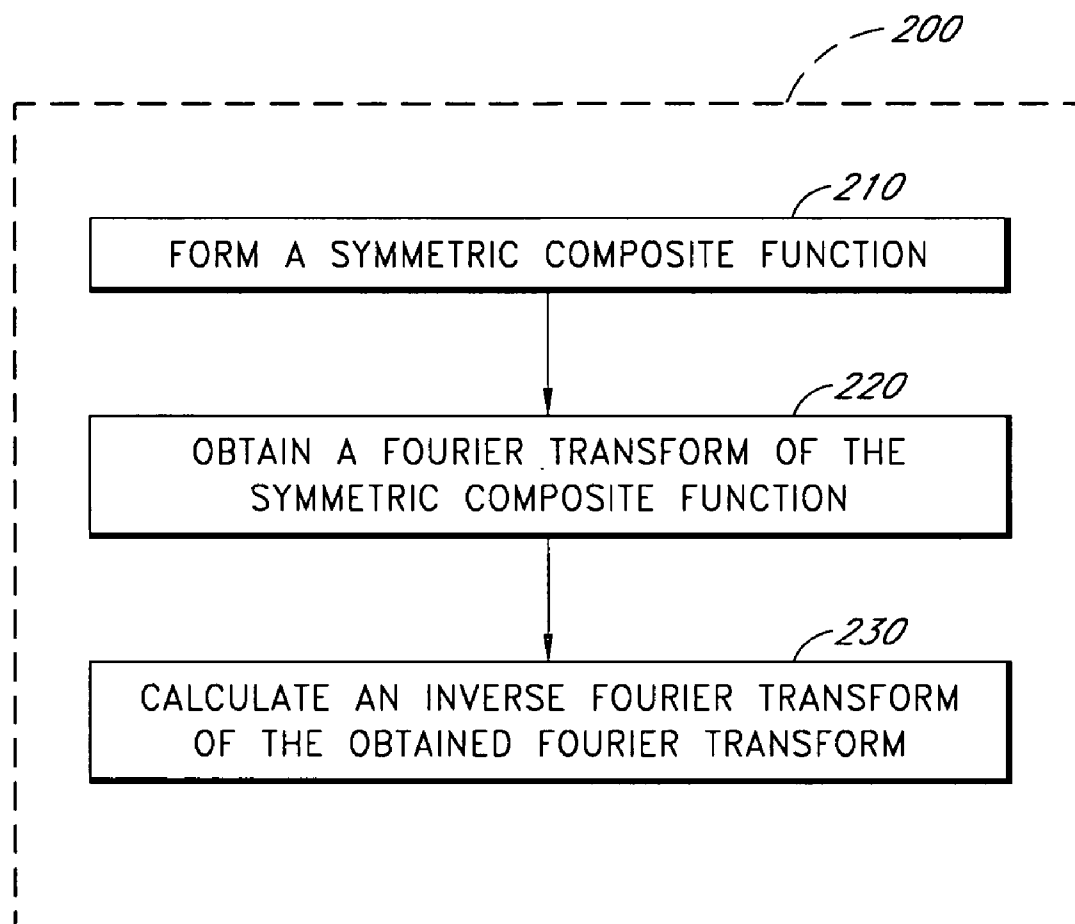 200
210
FORM A SYMMETRIC COMPOSITE FUNCTION
220
OBTAIN A FOURIER TRANSFORM OF THE
SYMMETRIC COMPOSITE FUNCTION
230
CALCULATE AN INVERSE FOURIER TRANSFORM
OF THE OBTAINED FOURIER TRANSFORM